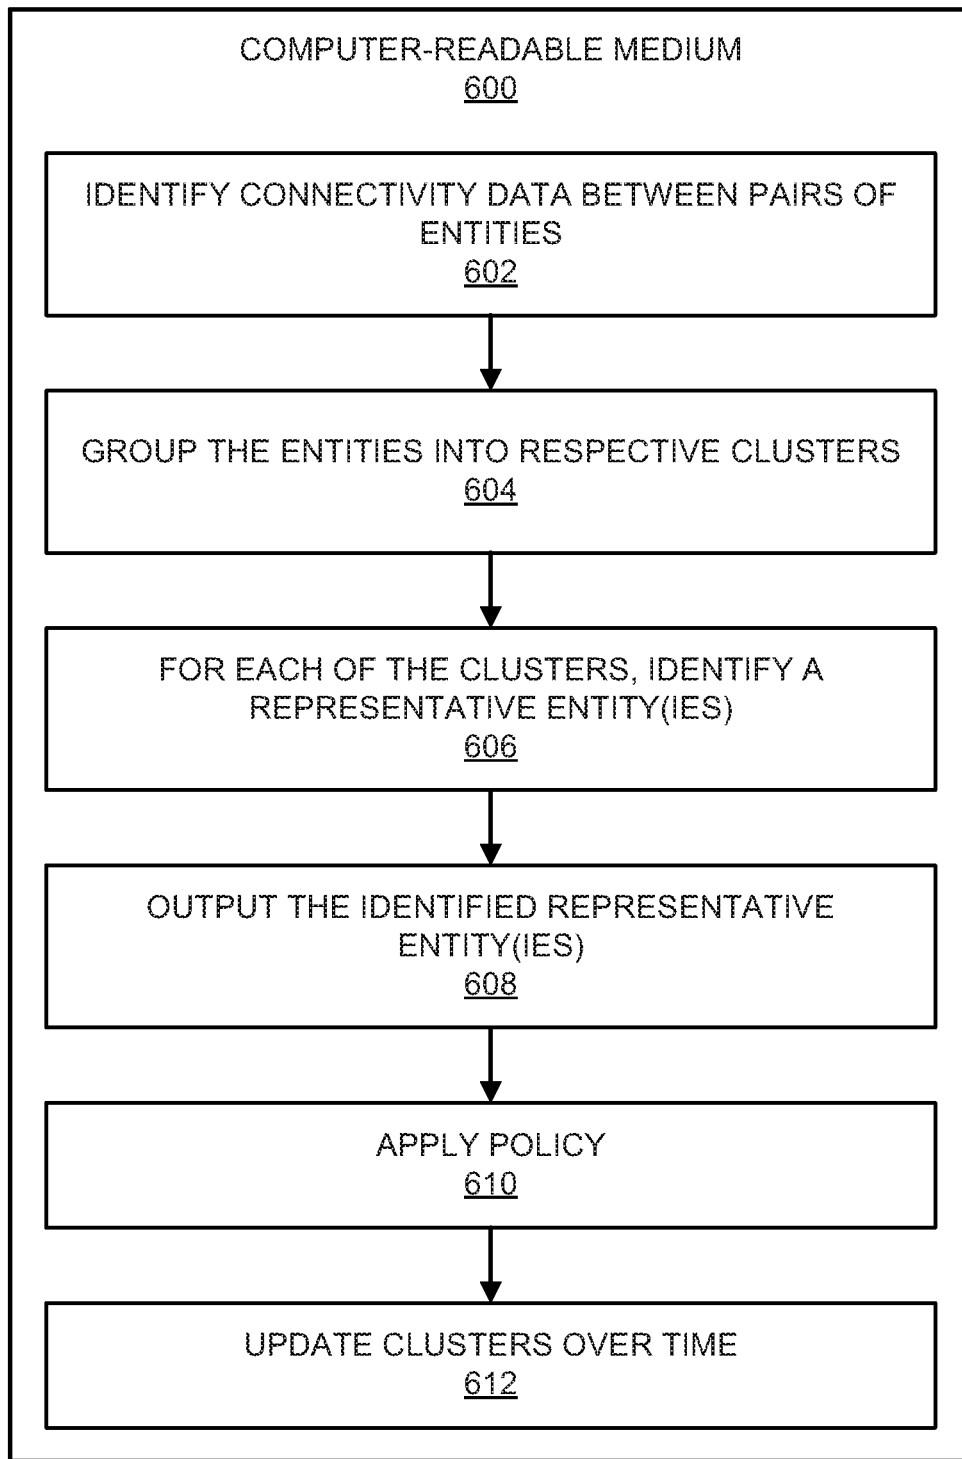 COMPUTER-READABLE MEDIUM
600
IDENTIFY CONNECTIVITY DATA BETWEEN PAIRS OF
ENTITIES
602
GROUP THE ENTITIES INTO RESPECTIVE CLUSTERS
604
FOR EACH OF THE CLUSTERS, IDENTIFY A
REPRESENTATIVE ENTITY(IES)
606
OUTPUT THE IDENTIFIED REPRESENTATIVE
ENTITY(IES)
608
APPLY POLICY
610
UPDATE CLUSTERS OVER TIME
612